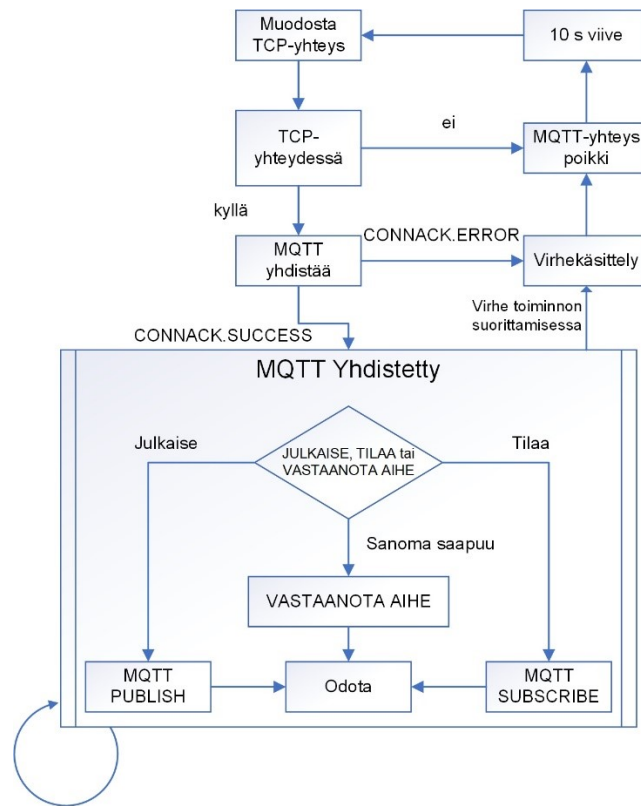 Muodosta
TCP-yhteys
10 s viive
TCP-
yhteydessä
ei
MQTT-yhteys
poikki
kyllä
MQTT
yhdistää
CONNACK.ERROR
Virhekäsittely
Virhe toiminnon
suorittamisessa
CONNACK.SUCCESS
MQTT Yhdistetty
Julkaise
JULKAISE, TILAA tai
VASTAANOTA AIHE
Tilaa
Sanoma saapuu
VASTAANOTA AIHE
MQTT
PUBLISH
Odota
MQTT
SUBSCRIBE